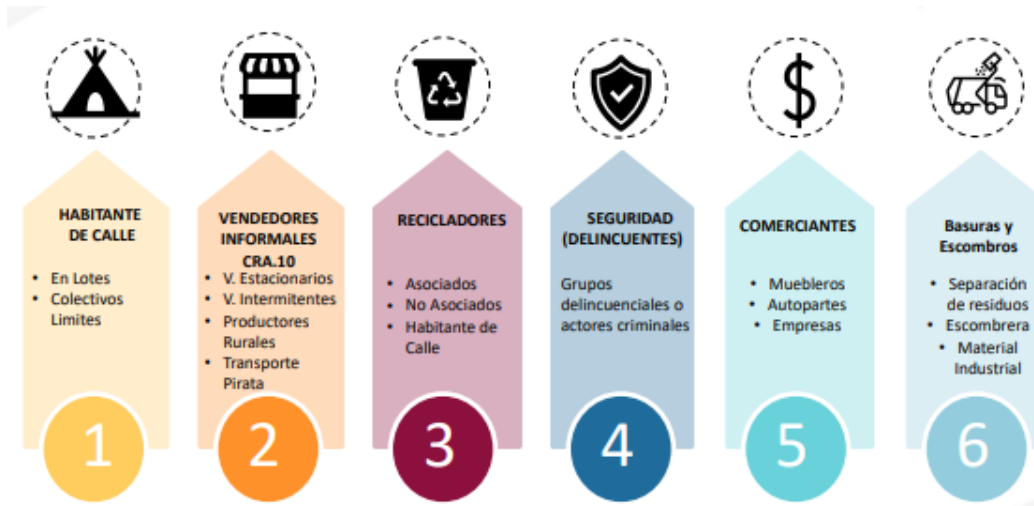 HABITANTE
DE CALLE
• En Lotes
• Colectivos
Limites
1
VENDEDORES
INFORMALES
CRA.10
• V. Estacionarios
• V. Intermitentes
• Productores
Rurales
• Transporte
Pirata
2
RECICLADORES
• Asociados
• No Asociados
• Habitante de
Calle
3
SEGURIDAD
(DELINCUENTES)
Grupos
delincuenciales o
actores criminales
4
COMERCIANTES
• Muebleros
• Autopartes
• Empresas
5
Basuras y
Escombros
• Separación
de residuos
• Escombrera
• Material
Industrial
6